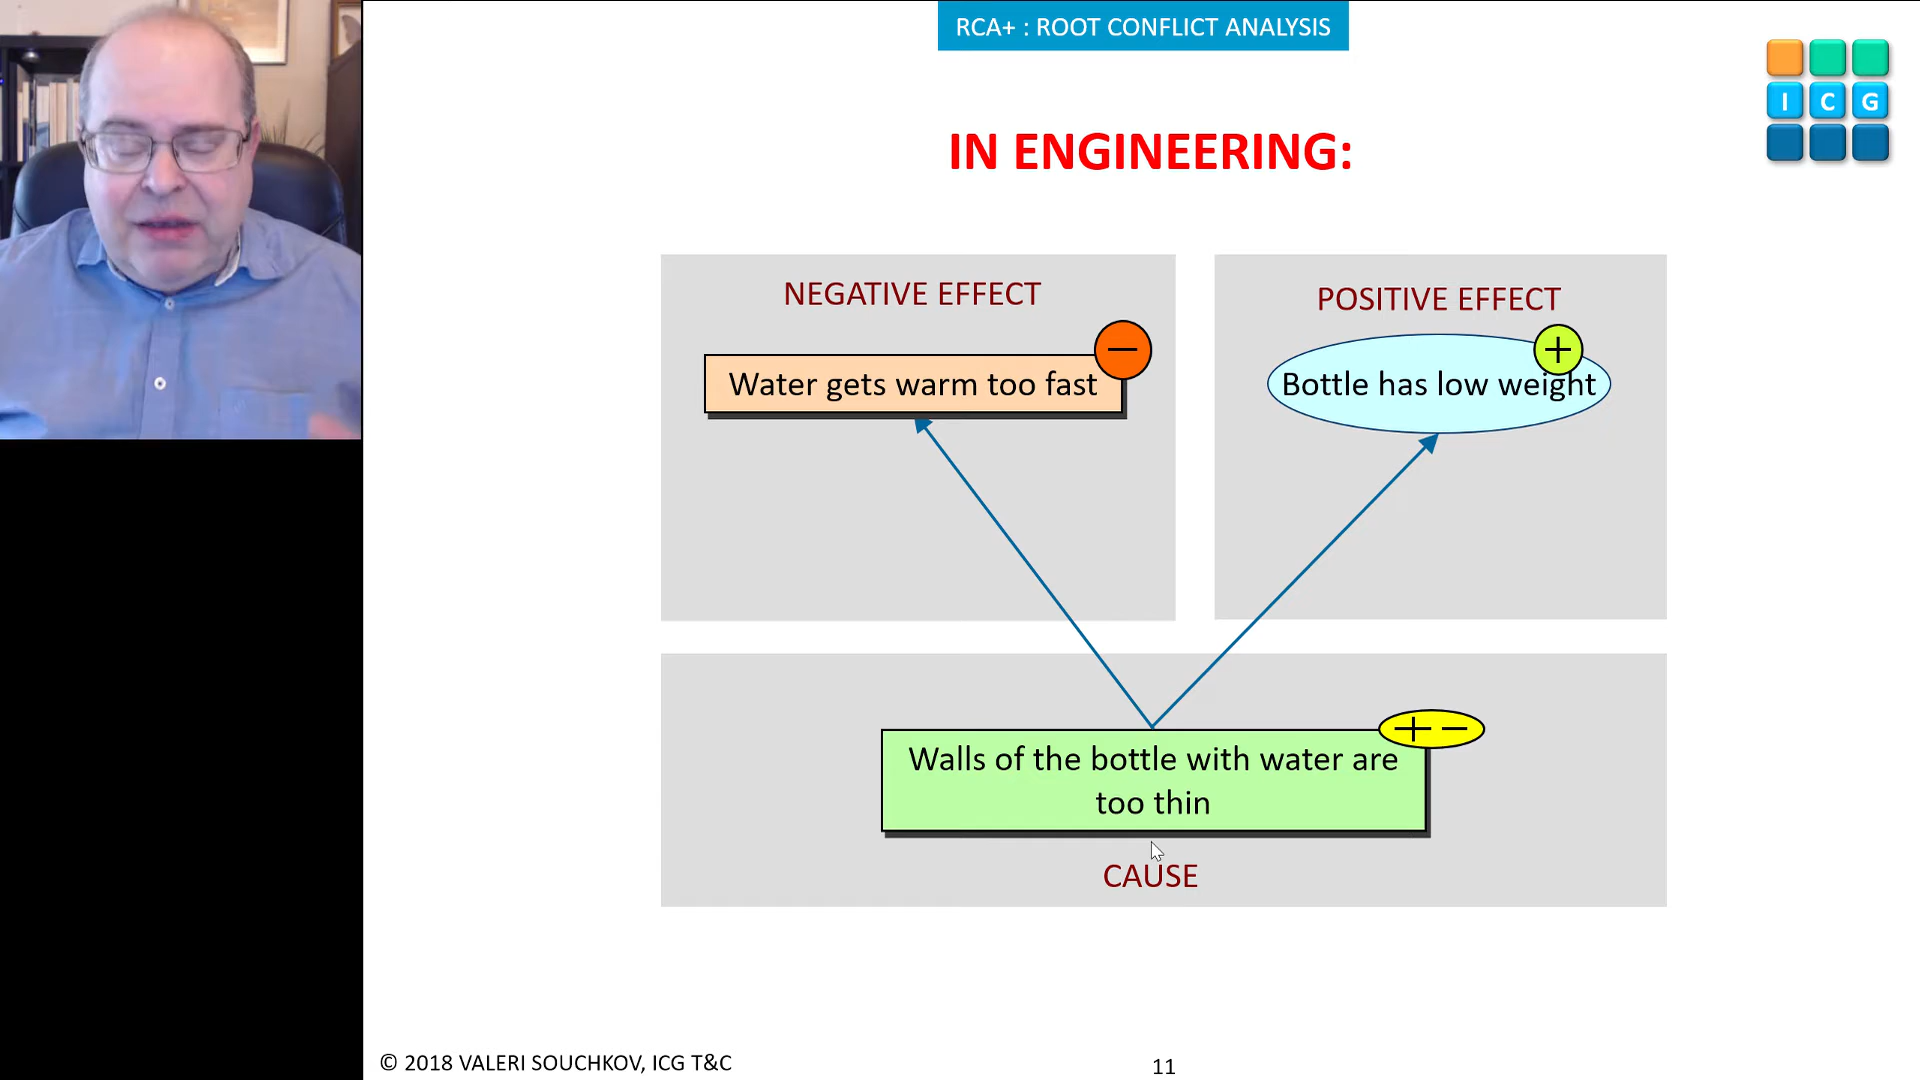 RCA+ : ROOT CONFLICT ANALYSIS
I C G
IN ENGINEERING:
NEGATIVE EFFECT
POSITIVE EFFECT
−
+
Water gets warm too fast
Bottle has low weight
+ −
Walls of the bottle with water are
too thin
CAUSE
© 2018 VALERI SOUCHKOV, ICG T&C
11